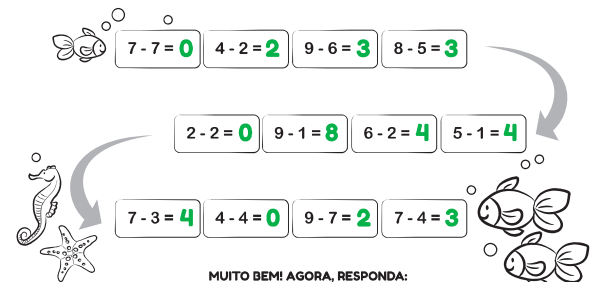 7 - 7 = 0 4 - 2 = 2 9 - 6 = 3 8 - 5 = 3
2 - 2 = 0 9 - 1 = 8 6 - 2 = 4 5 - 1 = 4
7 - 3 = 4 4 - 4 = 0 9 - 7 = 2 7 - 4 = 3
MUITO BEM! AGORA, RESPONDA: